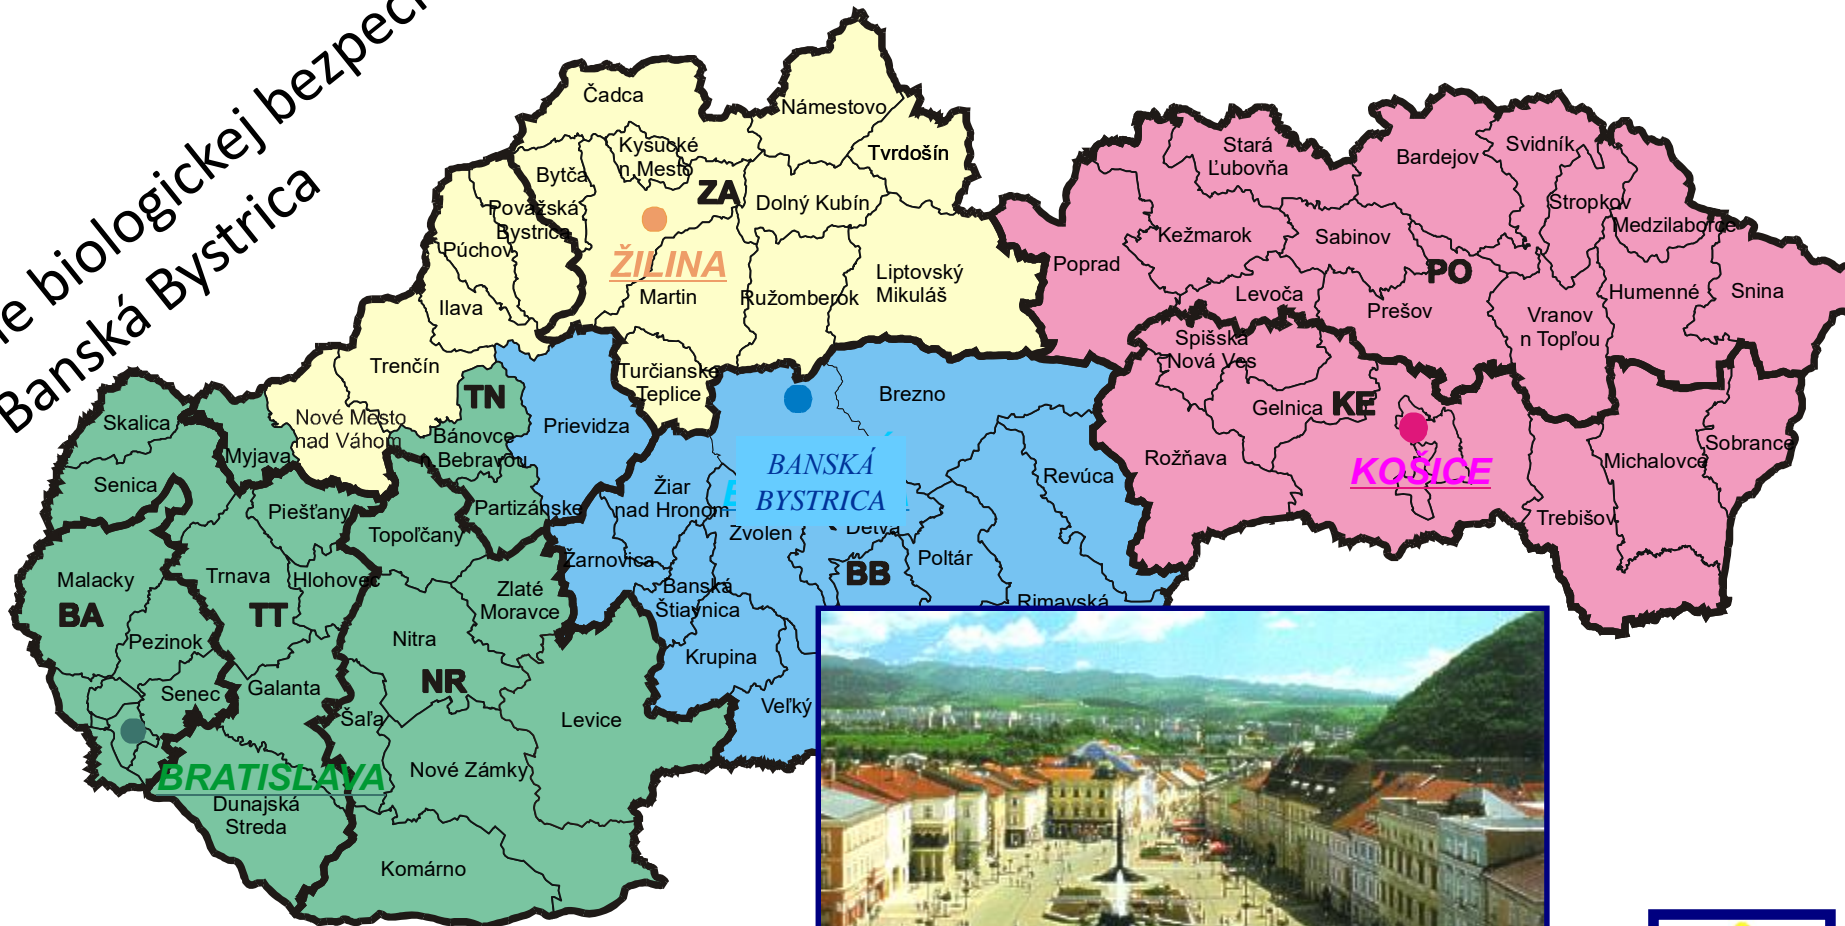 biologickej
Banská Bystrica
Čadca
Námestovo
Kysucké
n.Mesto
Tvrdošín
Bytča
ZA
Dolný Kubín
Považská
Bystrica
Púchov
ŽILINA
Liptovský
Mikuláš
Martin
Ružomberok
Ilava
Trenčín
Turčianske
Teplice
Nové Mesto
nad Váhom
Stará
Ľubovňa
Bardejov
Svidník
Stropkov
Medzilaborce
Kežmarok
Sabinov
Poprad
PO
Levoča
Prešov
Humenné
Snina
Vranov
n Topľou
Spišská
Nová Ves
Gelnica
KE
KOŠICE
Rožňava
Michalovce
Sobrance
Trebišov
Skalica
Senica
Myjava
TN
Bánovce
n.Bebravou
Prievidza
Partizánske
Piešťany
Topoľčany
Malacky
BA
Trnava
Hlohovec
TT
Pezinok
Senec
Galanta
Zlaté
Moravce
Nitra
NR
Šaľa
Levice
Nové Zámky
BRATISLAVA
Dunajská
Streda
Komárno
Brezno
BANSKÁ
BYSTRICA
Žiar
nad Hronom
Zvolen
Detva
Revúca
Žarnovica
BB
Poltár
Banská
Štiavnica
Rimavská
Krupina
Veľký